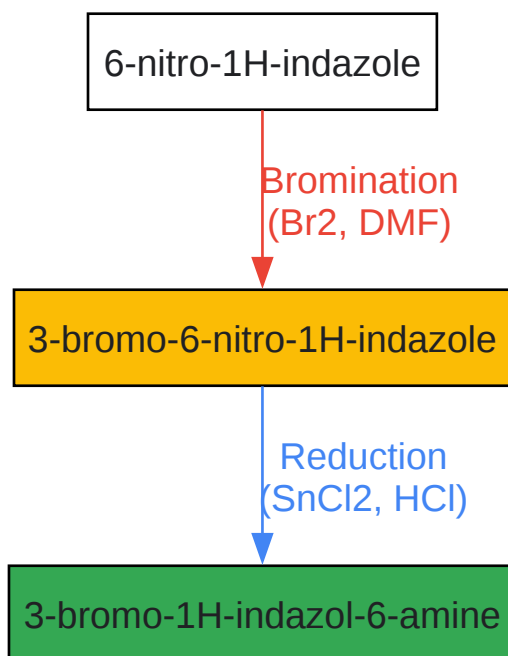 6-nitro-1H-indazole
Bromination
(Br2, DMF)
3-bromo-6-nitro-1H-indazole
Reduction
(SnCl2, HCl)
3-bromo-1H-indazol-6-amine